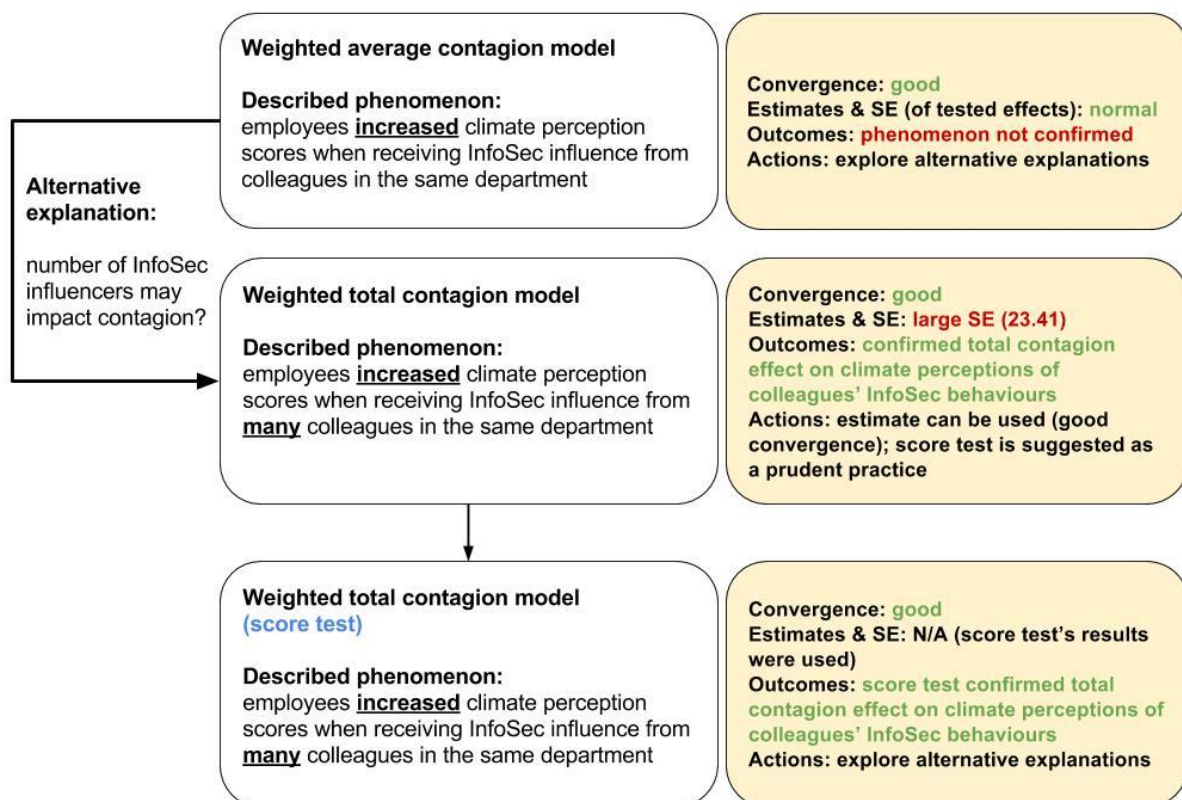 Weighted average contagion model
Described phenomenon:
employees increased climate perception
scores when receiving InfoSec influence from
colleagues in the same department
Convergence: good
Estimates & SE (of tested effects): normal
Outcomes: phenomenon not confirmed
Actions: explore alternative explanations
Alternative
explanation:
number of InfoSec
influencers may
impact contagion?
Weighted total contagion model
Described phenomenon:
employees increased climate perception
scores when receiving InfoSec influence from
many colleagues in the same department
Convergence: good
Estimates & SE: large SE (23.41)
Outcomes: confirmed total contagion
effect on climate perceptions of
colleagues’ InfoSec behaviours
Actions: estimate can be used (good
convergence); score test is suggested as
a prudent practice
Weighted total contagion model
(score test)
Described phenomenon:
employees increased climate perception
scores when receiving InfoSec influence from
many colleagues in the same department
Convergence: good
Estimates & SE: N/A (score test’s results
were used)
Outcomes: score test confirmed total
contagion effect on climate perceptions of
colleagues’ InfoSec behaviours
Actions: explore alternative explanations